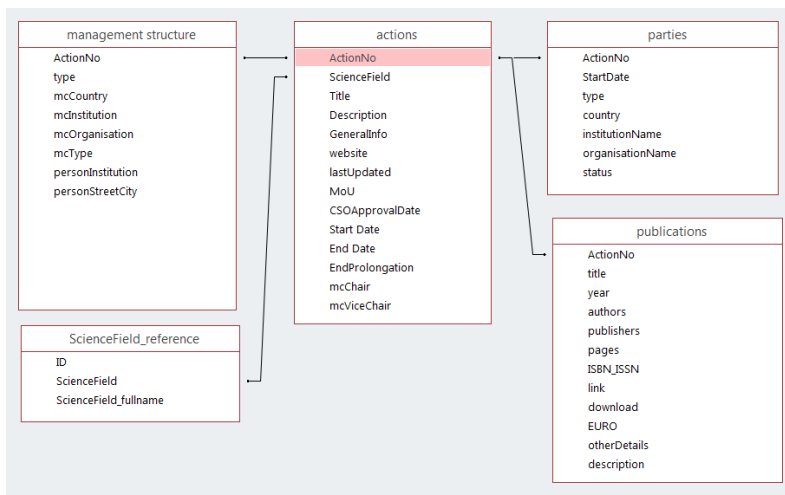 management structure
ActionNo
type
mcCountry
mcInstitution
mcOrganisation
mcType
personInstitution
personStreetCity
ScienceField_reference
ID
ScienceField
ScienceField_fullname
actions
ActionNo
ScienceField
Title
Description
GeneralInfo
website
lastUpdated
MoU
CSOApprovalDate
Start Date
End Date
EndProlongation
mcChair
mcViceChair
parties
ActionNo
StartDate
type
country
institutionName
organisationName
status
publications
ActionNo
title
year
authors
publishers
pages
ISBN_ISSN
link
download
EURO
otherDetails
description